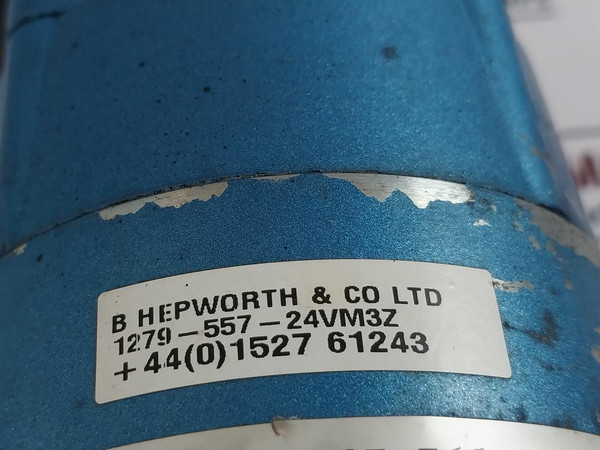 B HEPWORTH & CO LTD
1279-557-24VM3Z
+44(0)1527 61243